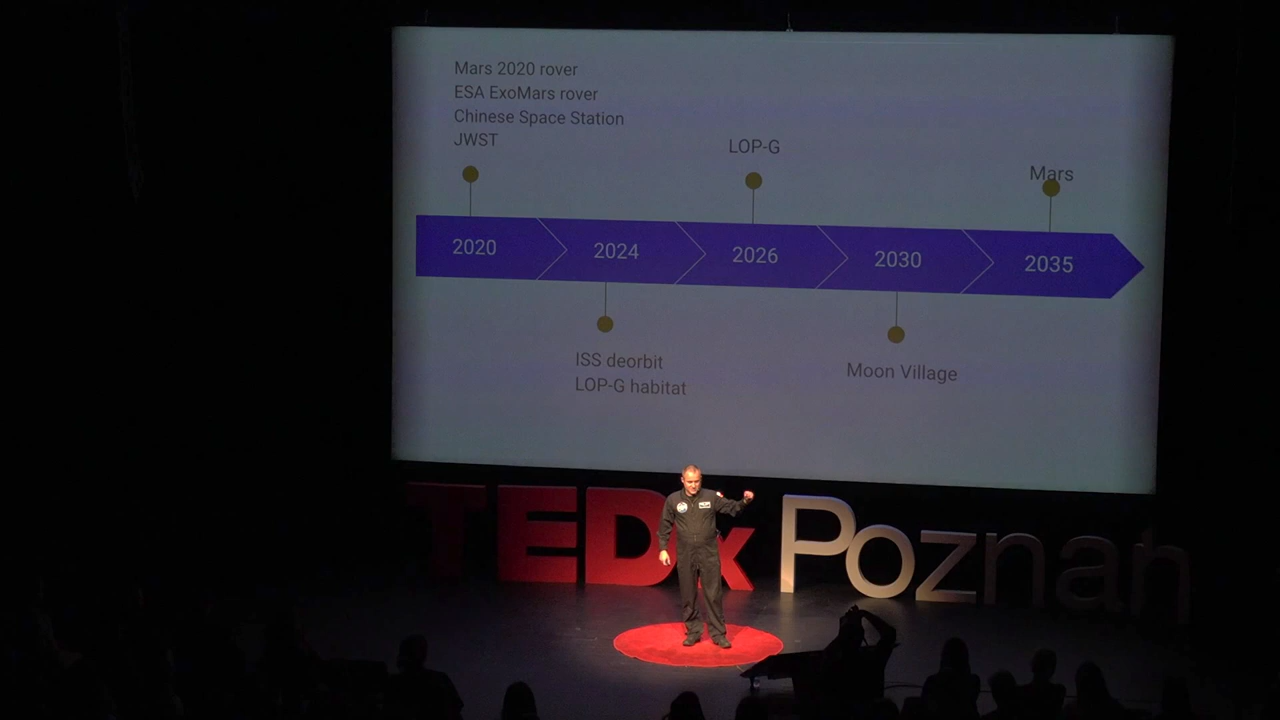 Mars 2020 rover
ESA ExoMars rover
Chinese Space Station
JWST
LOP-G
Mars
2020
2024
2026
2030
2035
ISS deorbit
LOP-G habitat
Moon Village
TEDx Poznań